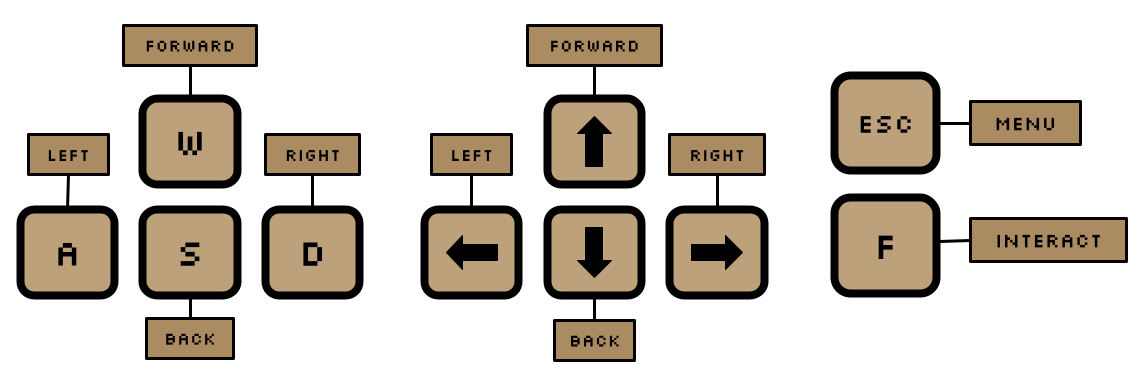 FORWARD
W
LEFT
RIGHT
A
S
D
BACK
FORWARD
LEFT
RIGHT
BACK
ESC
MENU
F
INTERACT